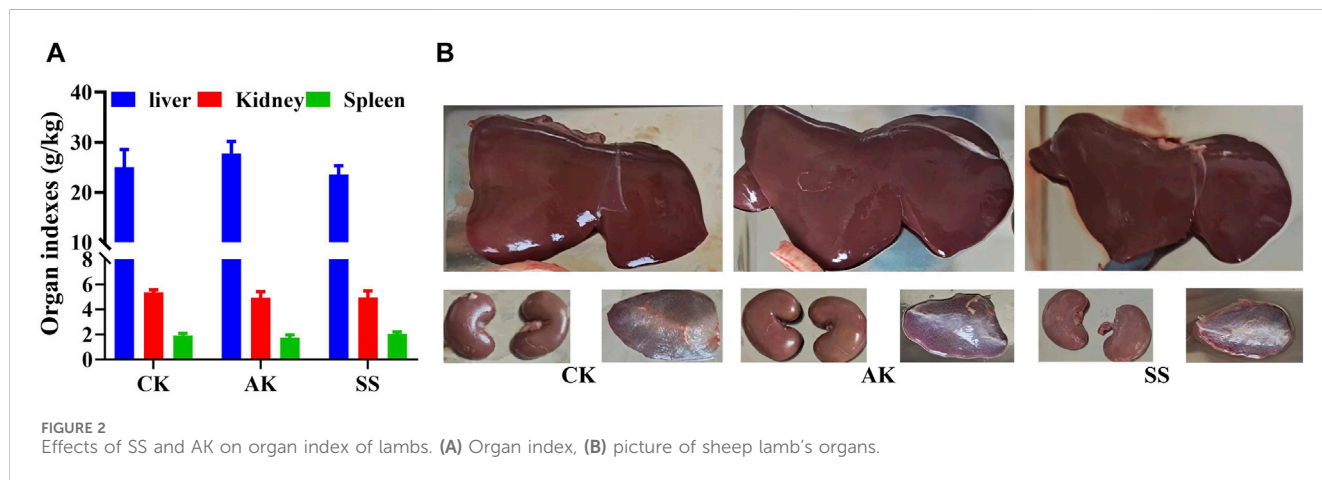 A
B
liver Kidney Spleen
Organ indexes (g/kg)
40
30
20
10
8
6
4
2
0
CK AK SS
CK AK SS
FIGURE 2
Effects of SS and AK on organ index of lambs. (A) Organ index, (B) picture of sheep lamb's organs.